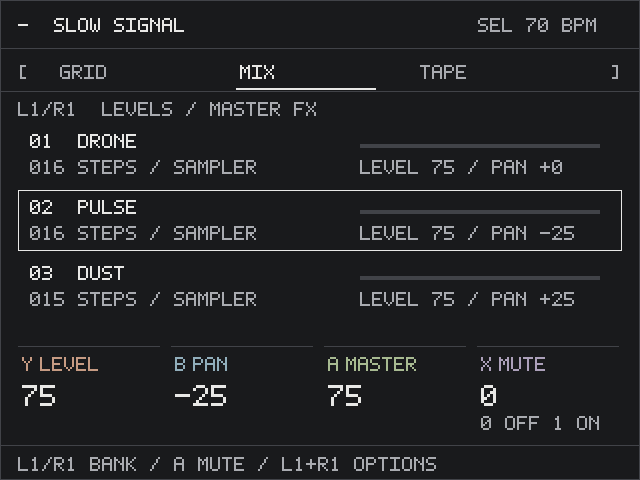 – SLOW SIGNAL SEL 70 BPM
[ GRID MIX TAPE ]
L1/R1 LEVELS / MASTER FX
01 DRONE
016 STEPS / SAMPLER LEVEL 75 / PAN +0
02 PULSE
016 STEPS / SAMPLER LEVEL 75 / PAN -25
03 DUST
015 STEPS / SAMPLER LEVEL 75 / PAN +25
Y LEVEL B PAN A MASTER X MUTE
75 -25 75 0
0 OFF 1 ON
L1/R1 BANK / A MUTE / L1+R1 OPTIONS